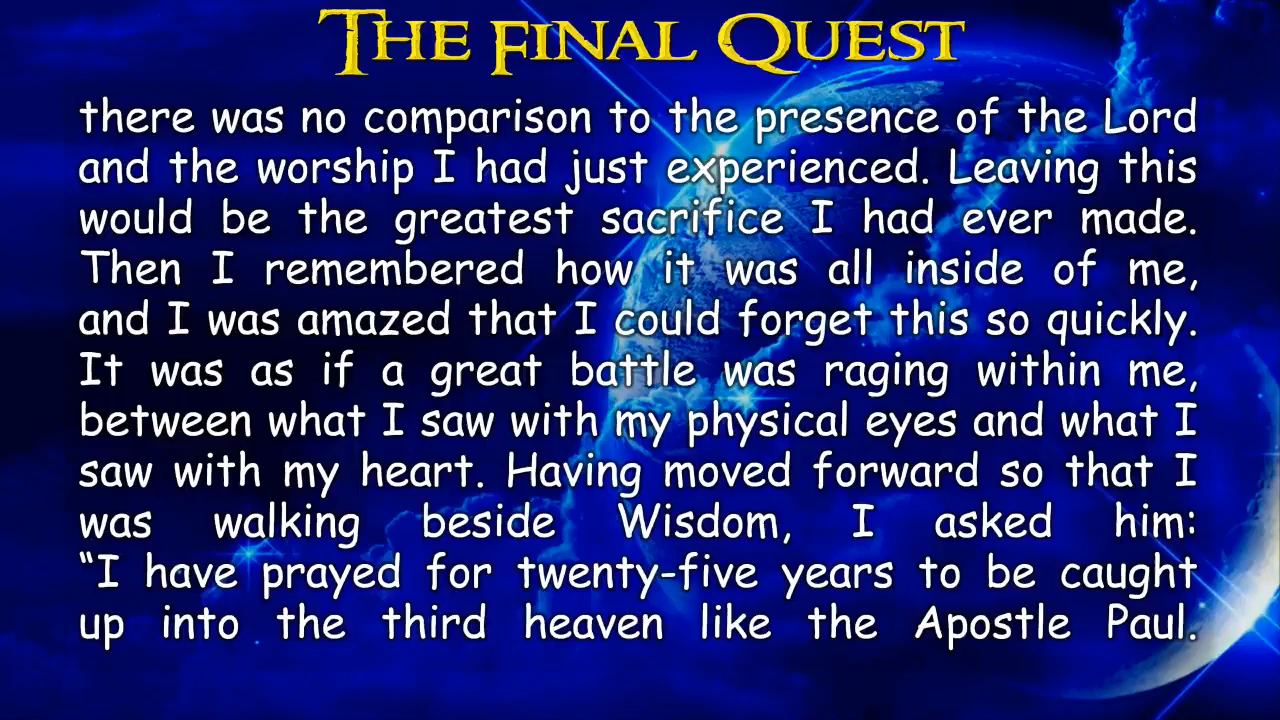 The Final Quest
there was no comparison to the presence of the Lord
and the worship I had just experienced. Leaving this
would be the greatest sacrifice I had ever made.
Then I remembered how it was all inside of me,
and I was amazed that I could forget this so quickly.
It was as if a great battle was raging within me,
between what I saw with my physical eyes and what I
saw with my heart. Having moved forward so that I
was walking beside Wisdom, I asked him:
“I have prayed for twenty-five years to be caught
up into the third heaven like the Apostle Paul.